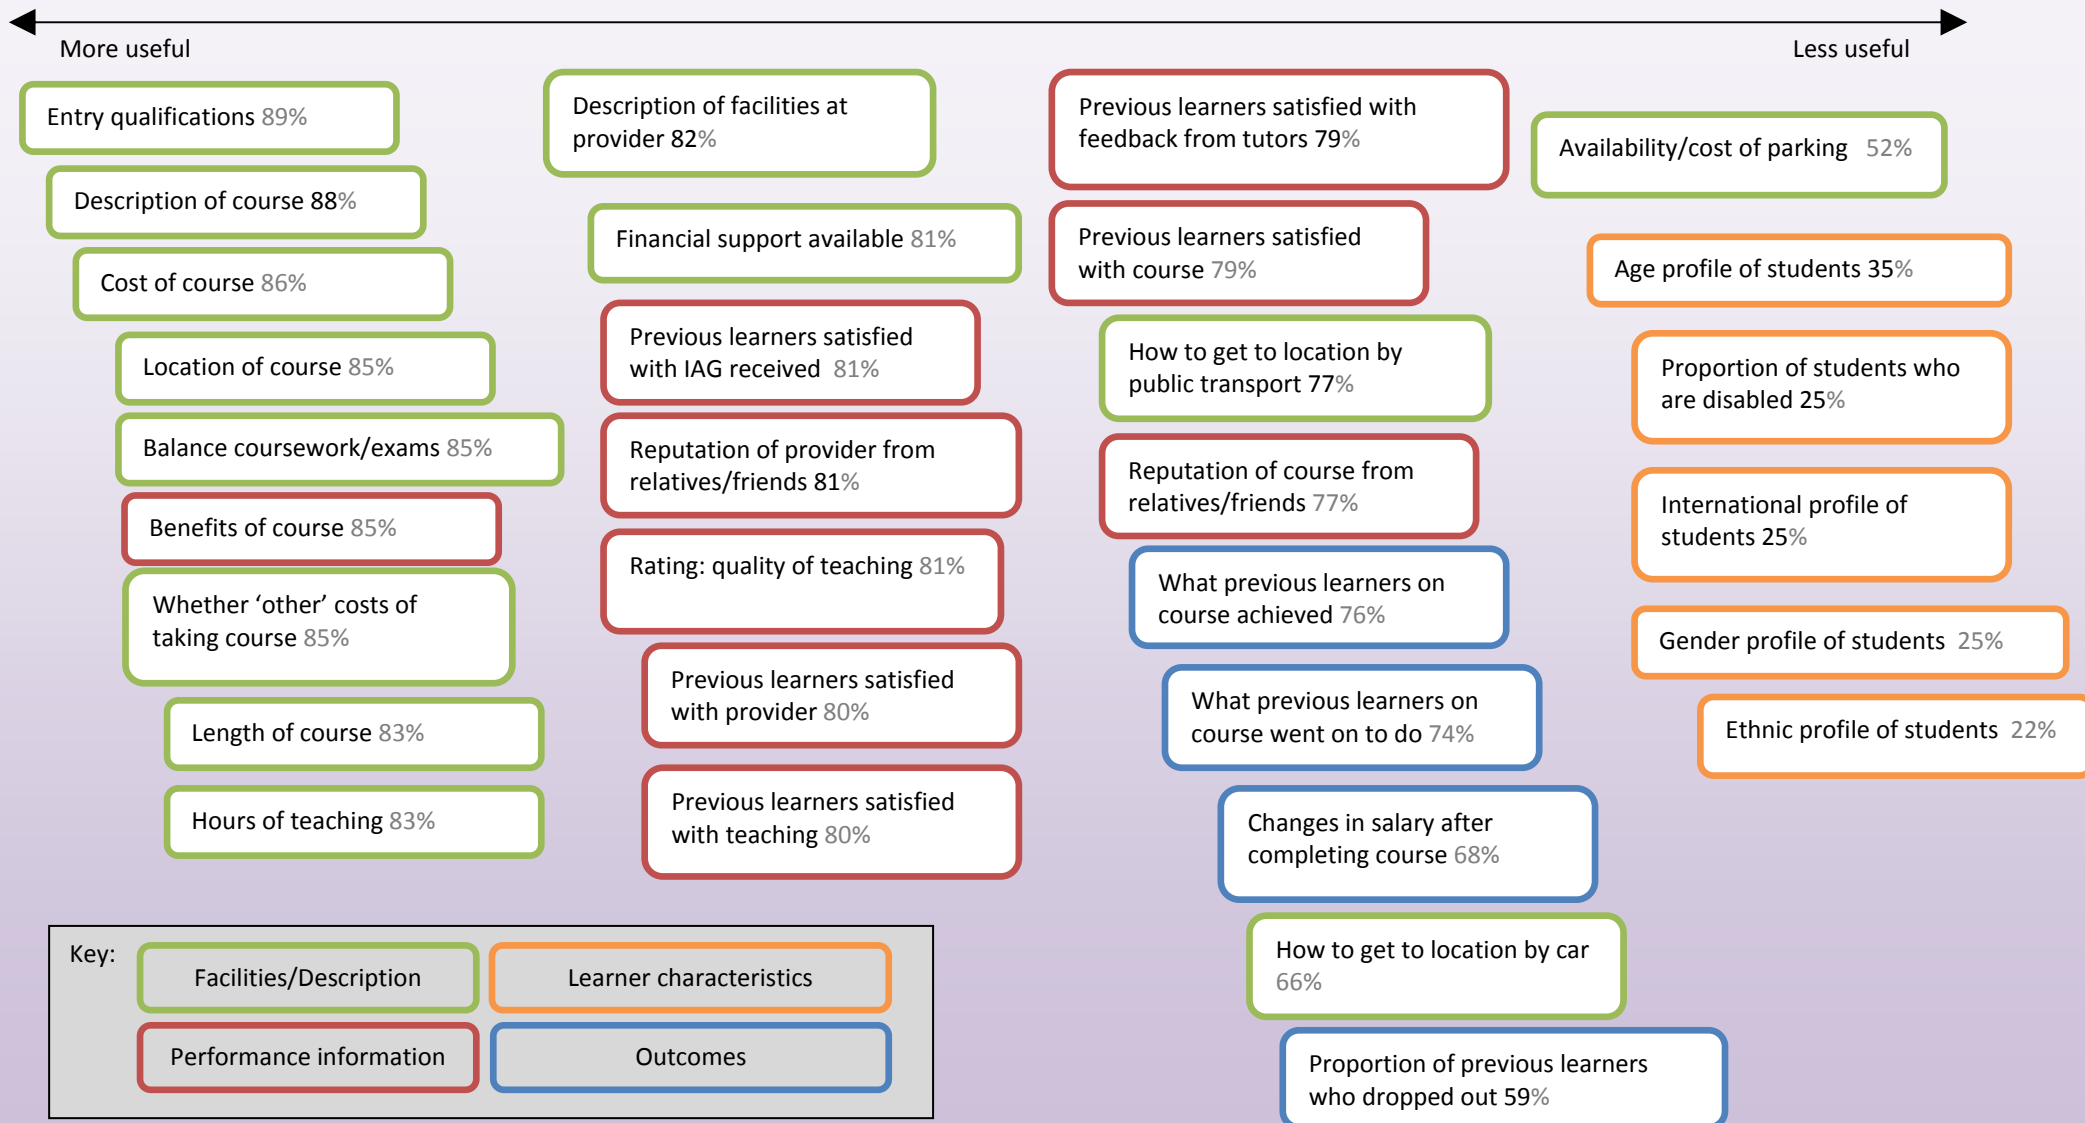 More useful
Less useful
Entry qualifications 89%
Description of course 88%
Cost of course 86%
Location of course 85%
Balance coursework/exams 85%
Benefits of course 85%
Whether ‘other’ costs of
taking course 85%
Length of course 83%
Hours of teaching 83%
Description of facilities at
provider 82%
Financial support available 81%
Previous learners satisfied
with IAG received 81%
Reputation of provider from
relatives/friends 81%
Rating: quality of teaching 81%
Previous learners satisfied
with provider 80%
Previous learners satisfied
with teaching 80%
Previous learners satisfied with
feedback from tutors 79%
Previous learners satisfied
with course 79%
How to get to location by
public transport 77%
Reputation of course from
relatives/friends 77%
What previous learners on
course achieved 76%
What previous learners on
course went on to do 74%
Changes in salary after
completing course 68%
How to get to location by car
66%
Proportion of previous learners
who dropped out 59%
Availability/cost of parking 52%
Age profile of students 35%
Proportion of students who
are disabled 25%
International profile of
students 25%
Gender profile of students 25%
Ethnic profile of students 22%
Key:
Facilities/Description
Learner characteristics
Performance information
Outcomes